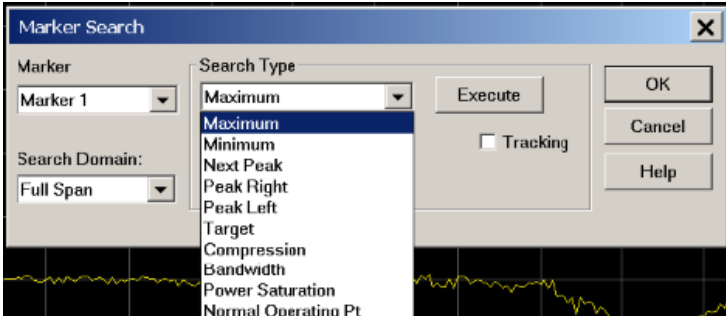 Marker Search
Marker
Marker 1
Search Domain:
Full Span
Search Type
Maximum
Maximum
Minimum
Next Peak
Peak Right
Peak Left
Target
Compression
Bandwidth
Power Saturation
Normal Operating Pt
Execute
Tracking
OK
Cancel
Help